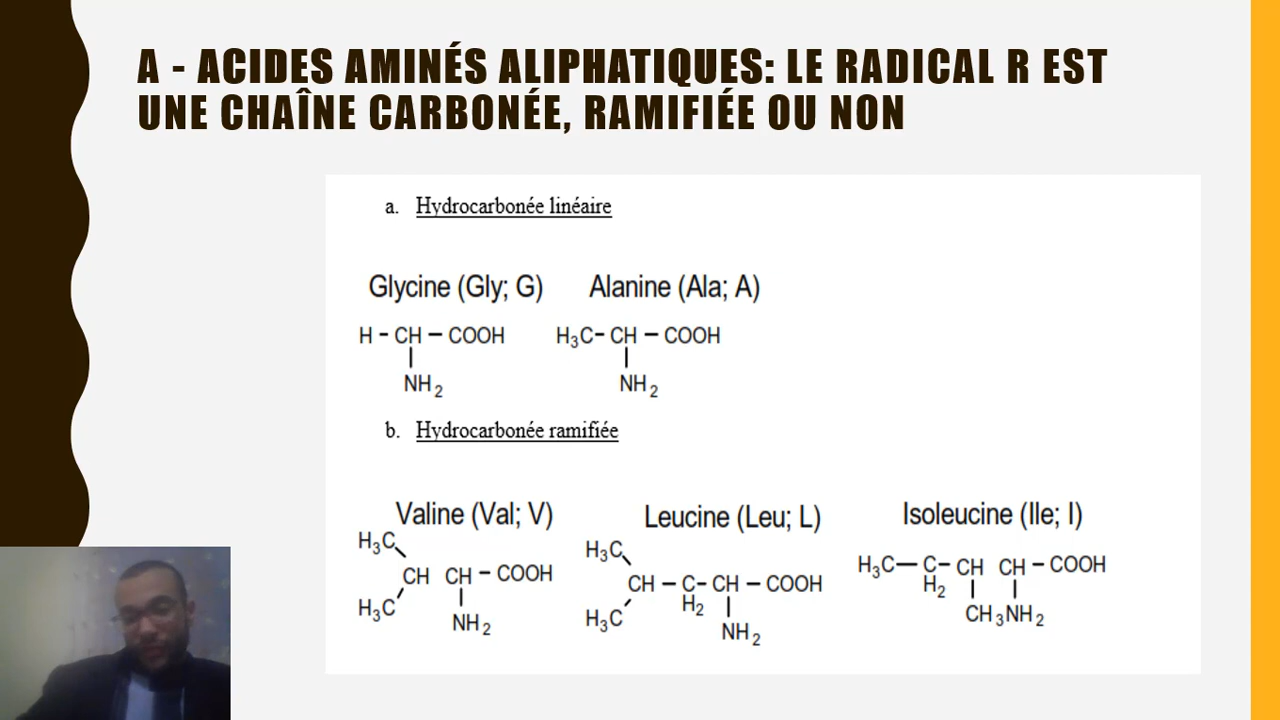 A - ACIDES AMINÉS ALIPHATIQUES: LE RADICAL R EST
UNE CHAÎNE CARBONÉE, RAMIFIÉE OU NON
a. Hydrocarbonée linéaire
Glycine (Gly; G) Alanine (Ala; A)
H - CH - COOH H3C- CH - COOH
NH2 NH2
b. Hydrocarbonée ramifiée
Valine (Val; V) Leucine (Leu; L) Isoleucine (Ile; I)
H3C H3C
CH CH - COOH CH - C- CH - COOH H3C - C- CH CH - COOH
H2 H2
H3C H3C CH3 NH2
NH2 NH2